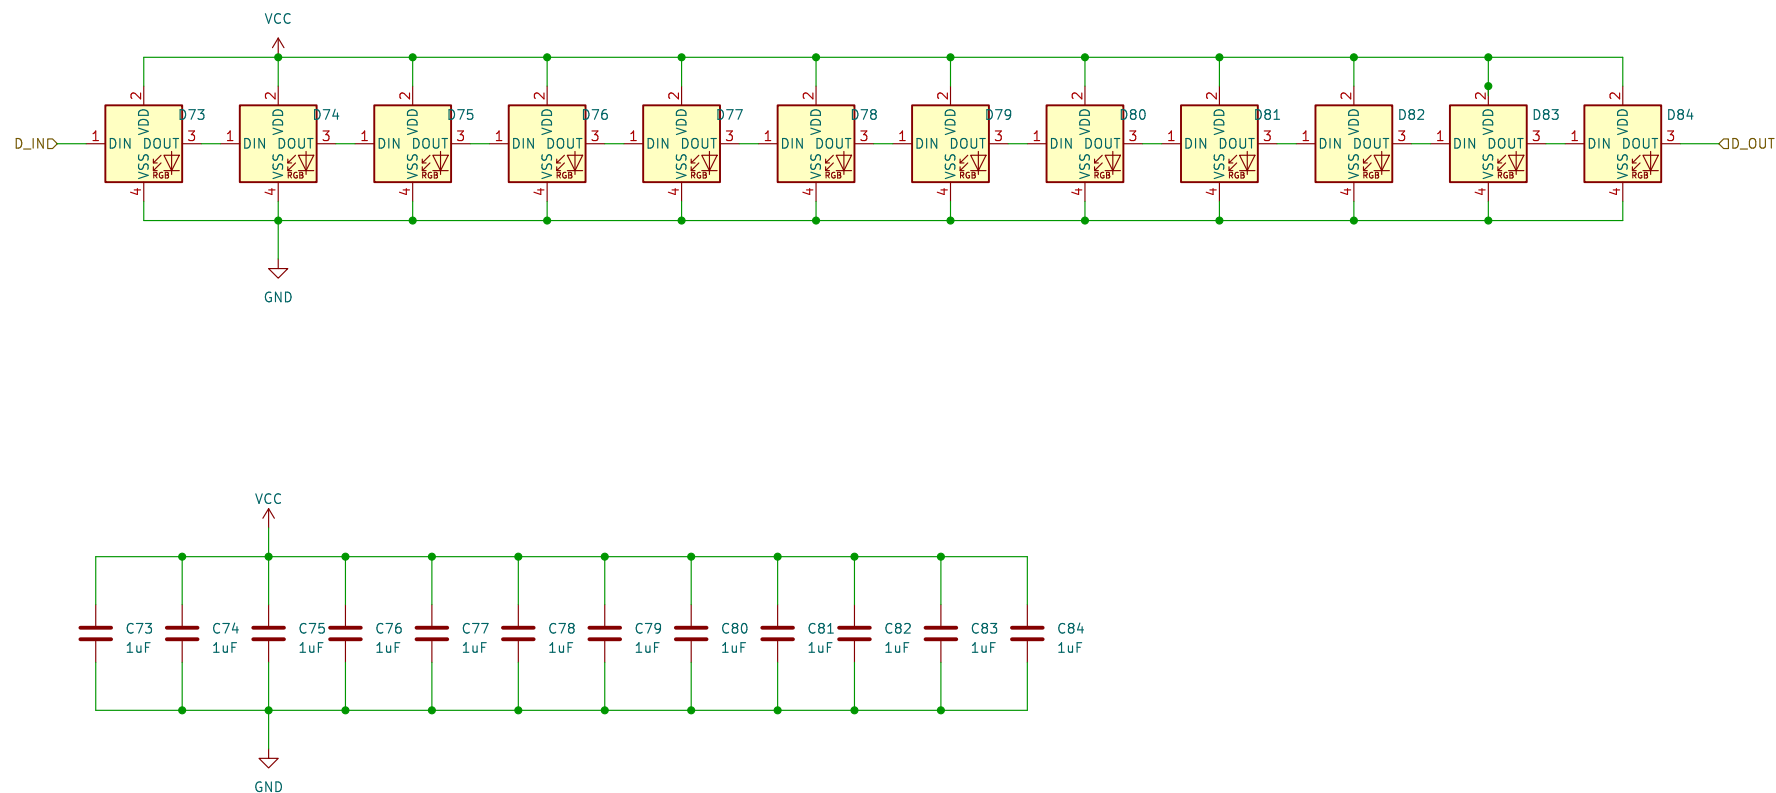 VCC
2 2 2 2 2 2 2 2 2 2 2 2
D73 D74 D75 D76 D77 D78 D79 D80 D81 D82 D83 D84
VDD VDD VDD VDD VDD VDD VDD VDD VDD VDD VDD VDD
D_IN 1 DIN DOUT 3 1 DIN DOUT 3 1 DIN DOUT 3 1 DIN DOUT 3 1 DIN DOUT 3 1 DIN DOUT 3 1 DIN DOUT 3 1 DIN DOUT 3 1 DIN DOUT 3 1 DIN DOUT 3 1 DIN DOUT 3 1 DIN DOUT 3 D_OUT
VSS RGB VSS RGB VSS RGB VSS RGB VSS RGB VSS RGB VSS RGB VSS RGB VSS RGB VSS RGB VSS RGB VSS RGB
4 4 4 4 4 4 4 4 4 4 4 4
GND
VCC
C73 C74 C75 C76 C77 C78 C79 C80 C81 C82 C83 C84
1uF 1uF 1uF 1uF 1uF 1uF 1uF 1uF 1uF 1uF 1uF 1uF
GND